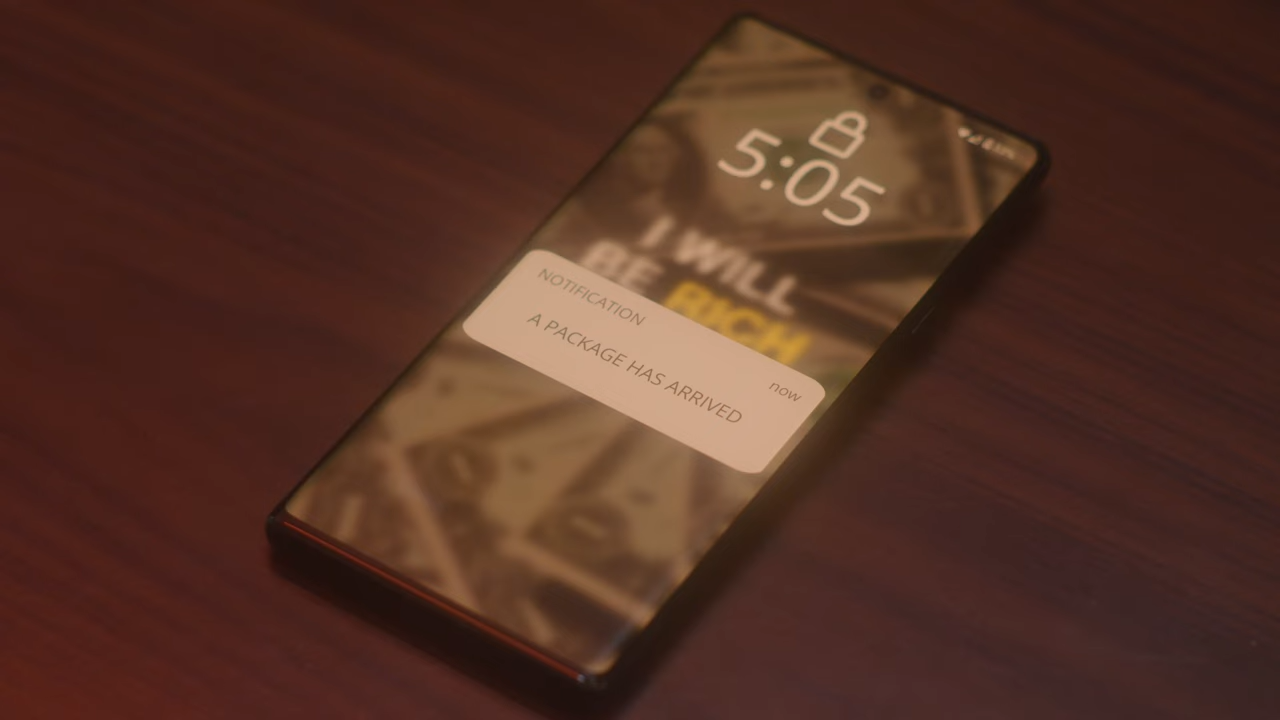 5:05
I WILL
BE RICH
NOTIFICATION
now
A PACKAGE HAS ARRIVED